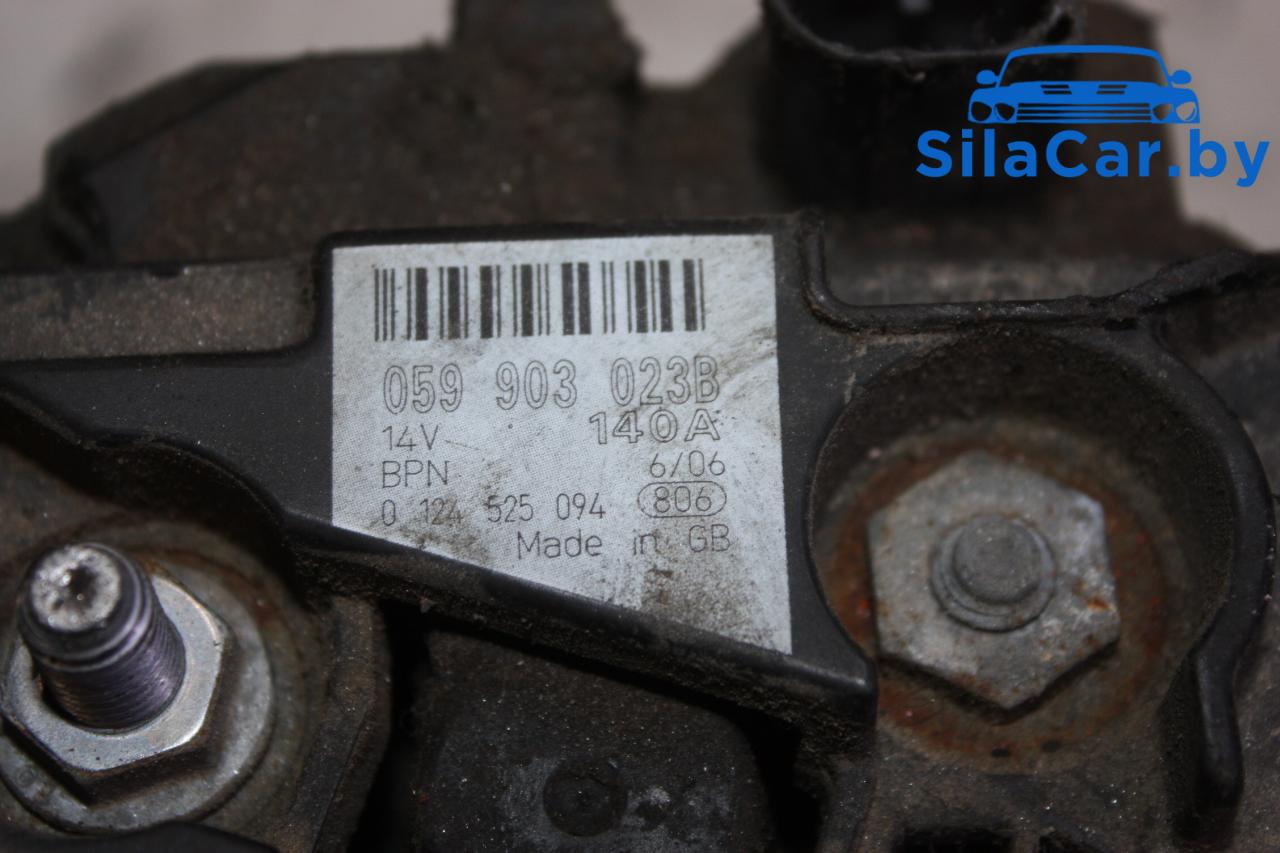 SilaCar.by
059 903 023B
14V 140A
BPN 6/06
0 124 525 094 806
Made in GB